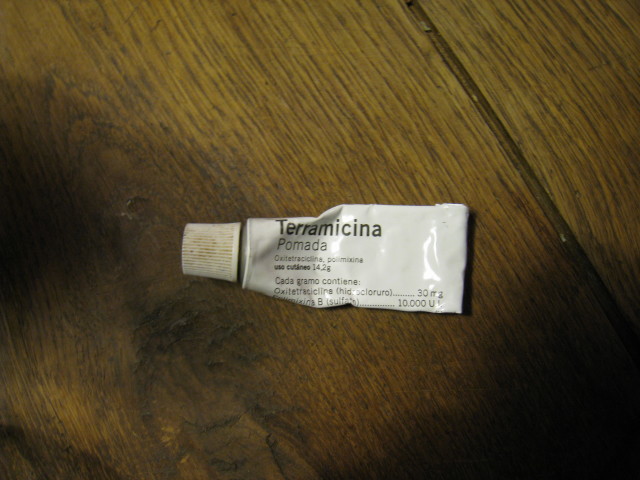 Terramicina
Pomada
Oxitetraciclina, polimixina
uso cutáneo 14,2g
Cada gramo contiene:
Oxitetraciclina (hidrocloruro)......... 30 mg
B (sulfato)............... 10.000 U.I.